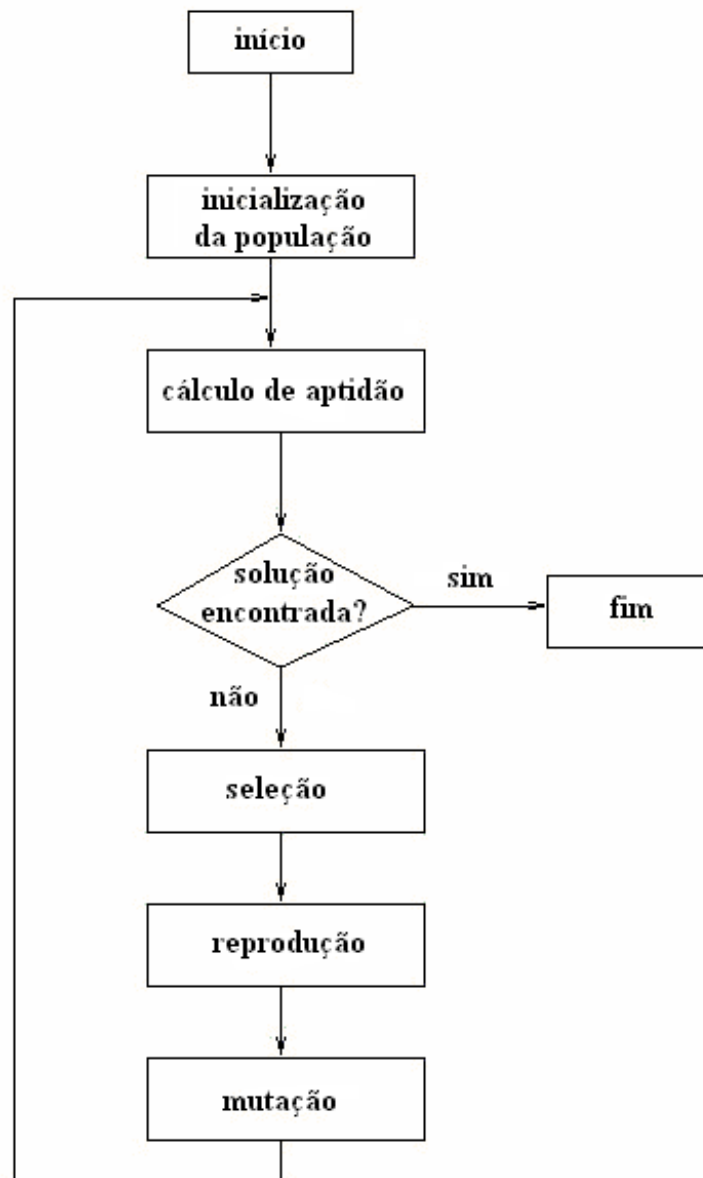 início
inicialização
da população
cálculo de aptidão
solução
encontrada?
sim
fim
não
seleção
reprodução
mutação